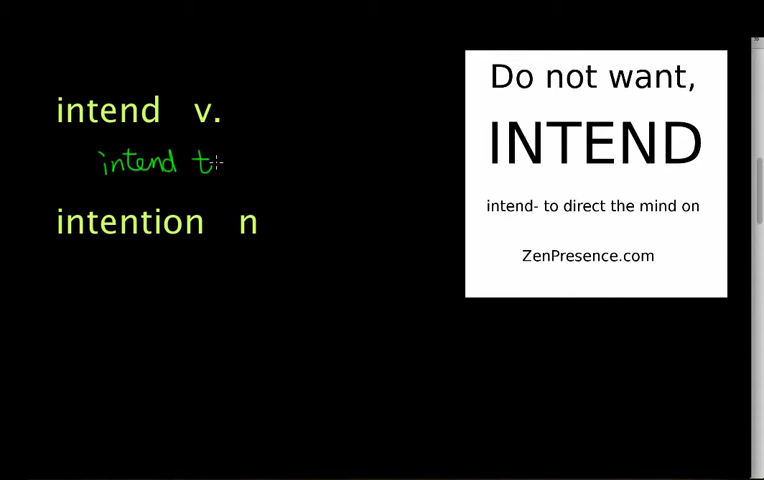 intend v.
intend t
intention n
Do not want,
INTEND
intend- to direct the mind on
ZenPresence.com